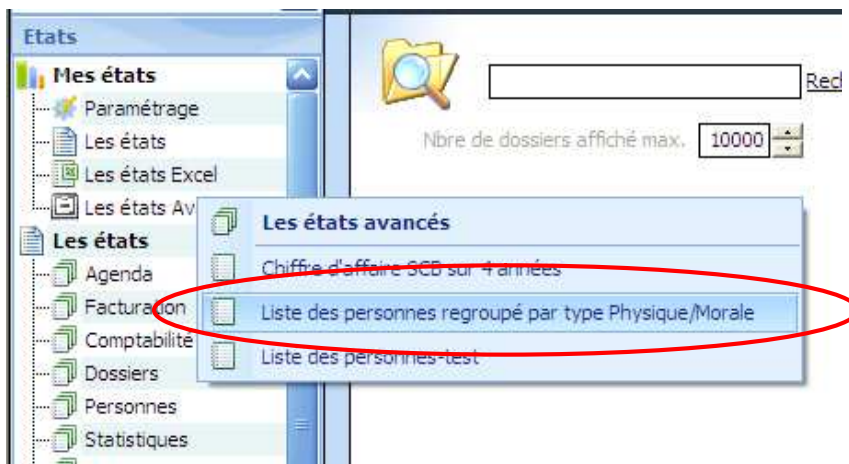 Etats
Mes états
Paramétrage
Les états
Les états Excel
Les états Av
Les états
Agenda
Facturation
Comptabilité
Dossiers
Personnes
Statistiques
Rech
Nbre de dossiers affiché max. 10000
Les états avancés
Chiffre d'affaire SCB sur 4 années
Liste des personnes regroupé par type Physique/Morale
Liste des personnes-test